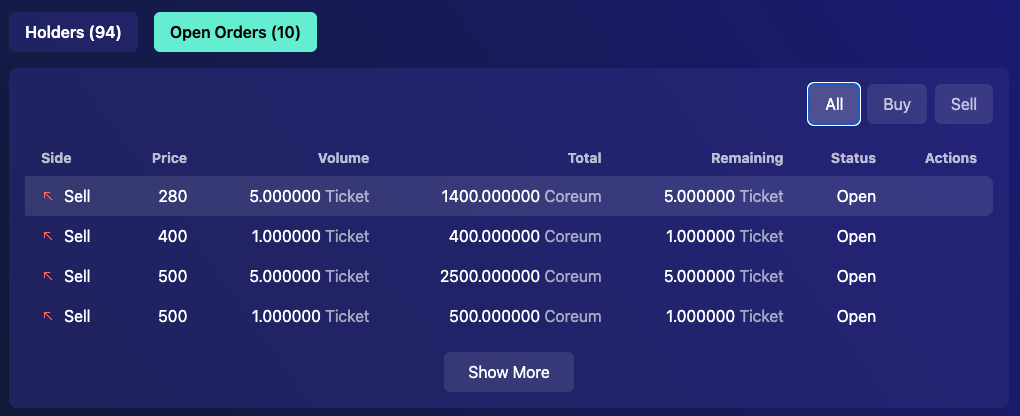 Holders (94) Open Orders (10)
All Buy Sell
Side Price Volume Total Remaining Status Actions
Sell 280 5.000000 Ticket 1400.000000 Coreum 5.000000 Ticket Open
Sell 400 1.000000 Ticket 400.000000 Coreum 1.000000 Ticket Open
Sell 500 5.000000 Ticket 2500.000000 Coreum 5.000000 Ticket Open
Sell 500 1.000000 Ticket 500.000000 Coreum 1.000000 Ticket Open
Show More